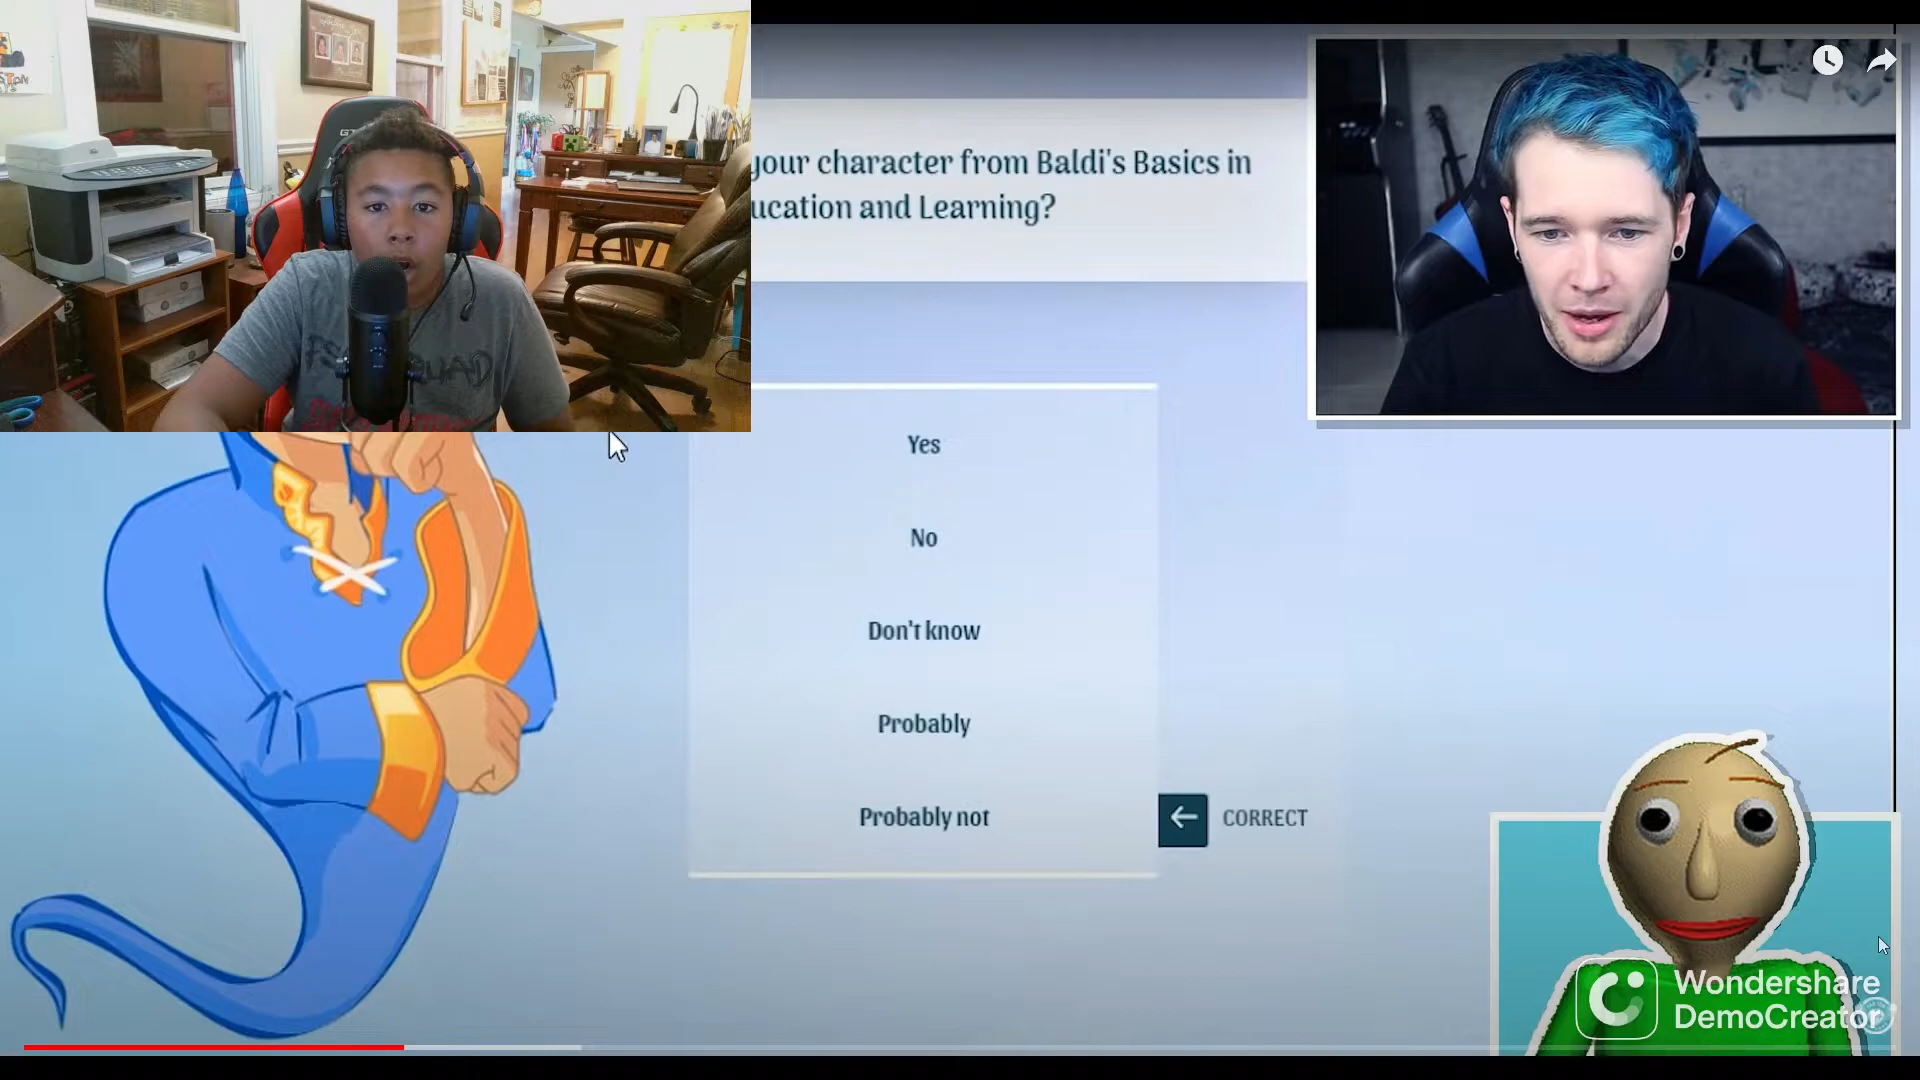 your character from Baldi's Basics in
ucation and Learning?
Yes
No
Don't know
Probably
Probably not
CORRECT
Wondershare
DemoCreator